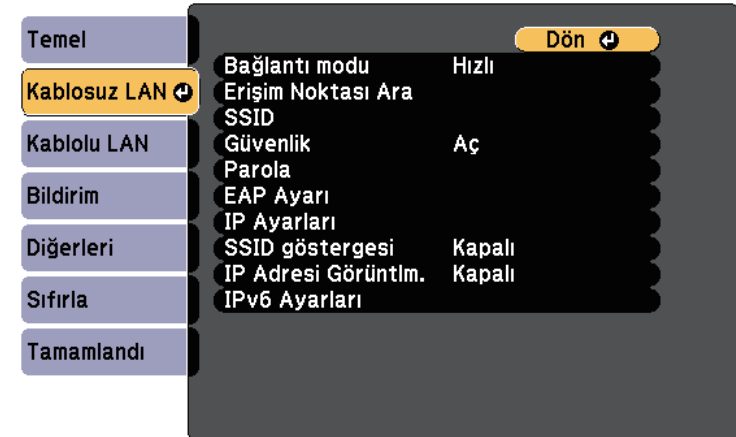 Temel
Kablosuz LAN
Kablolu LAN
Bildirim
Diğerleri
Sıfırla
Tamamlandı
Dön
Bağlantı modu Hızlı
Erişim Noktası Ara
SSID
Güvenlik Aç
Parola
EAP Ayarı
IP Ayarları
SSID göstergesi Kapalı
IP Adresi Görüntlm. Kapalı
IPv6 Ayarları